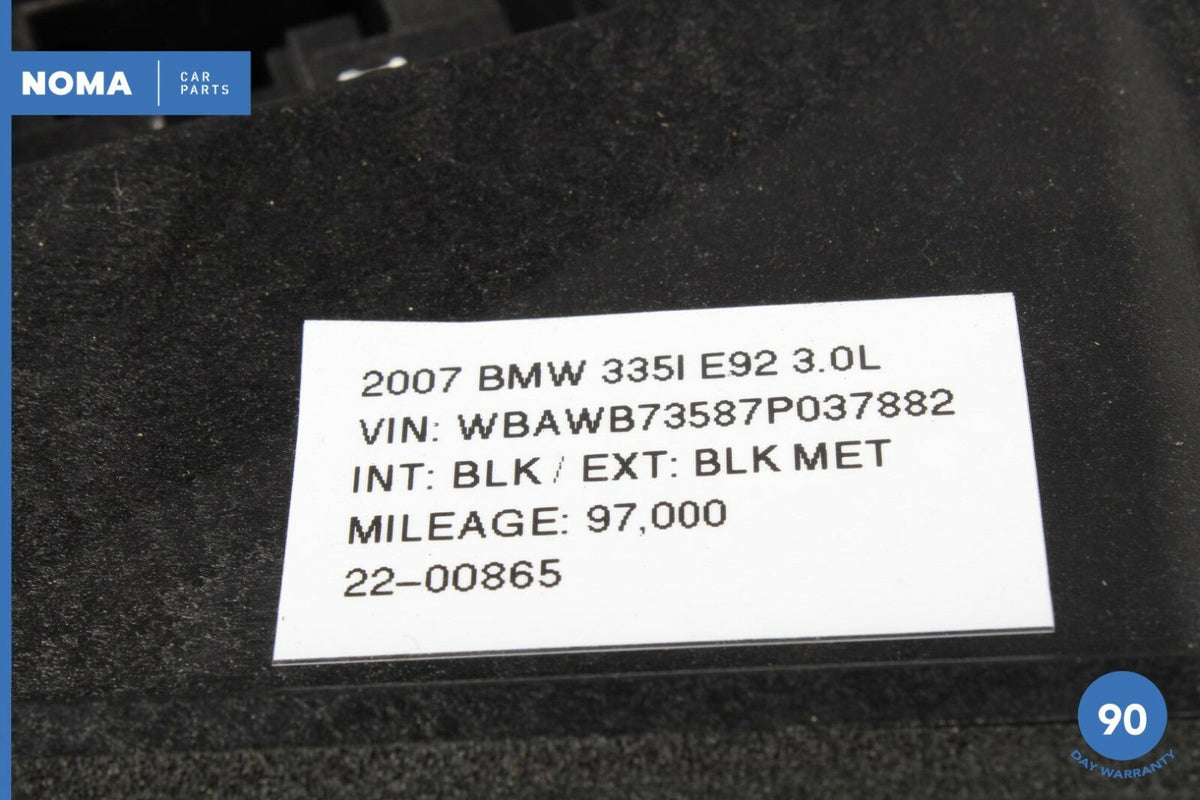 NOMA
CAR
PARTS
2007 BMW 335I E92 3.0L
VIN: WBAWB73587P037882
INT: BLK / EXT: BLK MET
MILEAGE: 97,000
22-00865
90
DAY WARRANTY